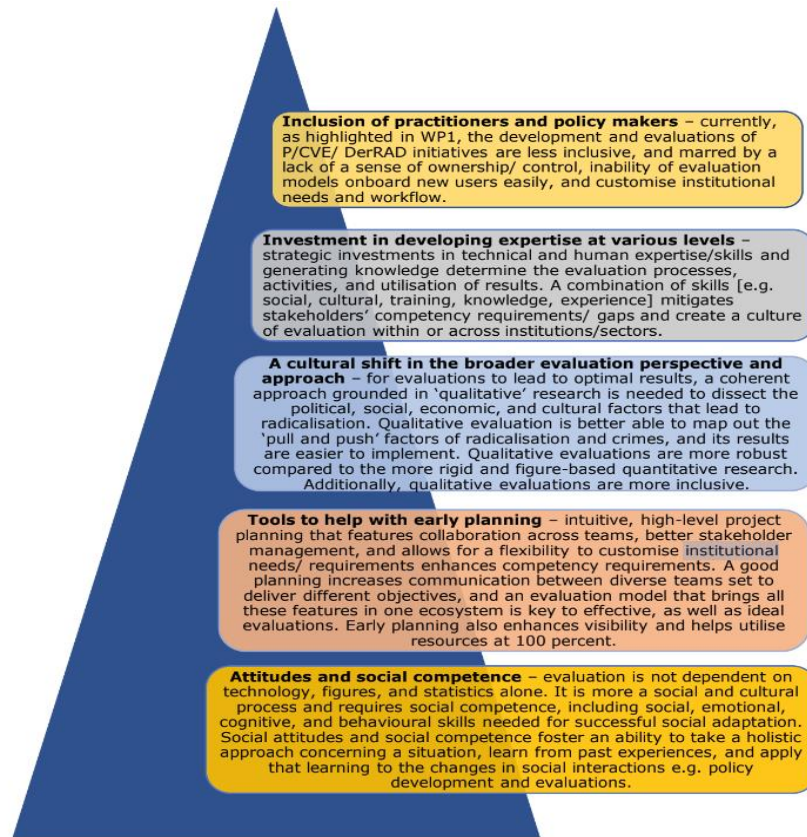 Inclusion of practitioners and policy makers – currently,
as highlighted in WP1, the development and evaluations of
P/CVE/ DerRAD initiatives are less inclusive, and marred by a
lack of a sense of ownership/ control, inability of evaluation
models onboard new users easily, and customise institutional
needs and workflow.
Investment in developing expertise at various levels –
strategic investments in technical and human expertise/skills and
generating knowledge determine the evaluation processes,
activities, and utilisation of results. A combination of skills [e.g.
social, cultural, training, knowledge, experience] mitigates
stakeholders' competency requirements/ gaps and create a culture
of evaluation within or across institutions/sectors.
A cultural shift in the broader evaluation perspective and
approach – for evaluations to lead to optimal results, a coherent
approach grounded in 'qualitative' research is needed to dissect the
political, social, economic, and cultural factors that lead to
radicalisation. Qualitative evaluation is better able to map out the
'pull and push' factors of radicalisation and crimes, and its results
are easier to implement. Qualitative evaluations are more robust
compared to the more rigid and figure-based quantitative research.
Additionally, qualitative evaluations are more inclusive.
Tools to help with early planning – intuitive, high-level project
planning that features collaboration across teams, better stakeholder
management, and allows for a flexibility to customise institutional
needs/ requirements enhances competency requirements. A good
planning increases communication between diverse teams set to
deliver different objectives, and an evaluation model that brings all
these features in one ecosystem is key to effective, as well as ideal
evaluations. Early planning also enhances visibility and helps utilise
resources at 100 percent.
Attitudes and social competence – evaluation is not dependent on
technology, figures, and statistics alone. It is more a social and cultural
process and requires social competence, including social, emotional,
cognitive, and behavioural skills needed for successful social adaptation.
Social attitudes and social competence foster an ability to take a holistic
approach concerning a situation, learn from past experiences, and apply
that learning to the changes in social interactions e.g. policy
development and evaluations.